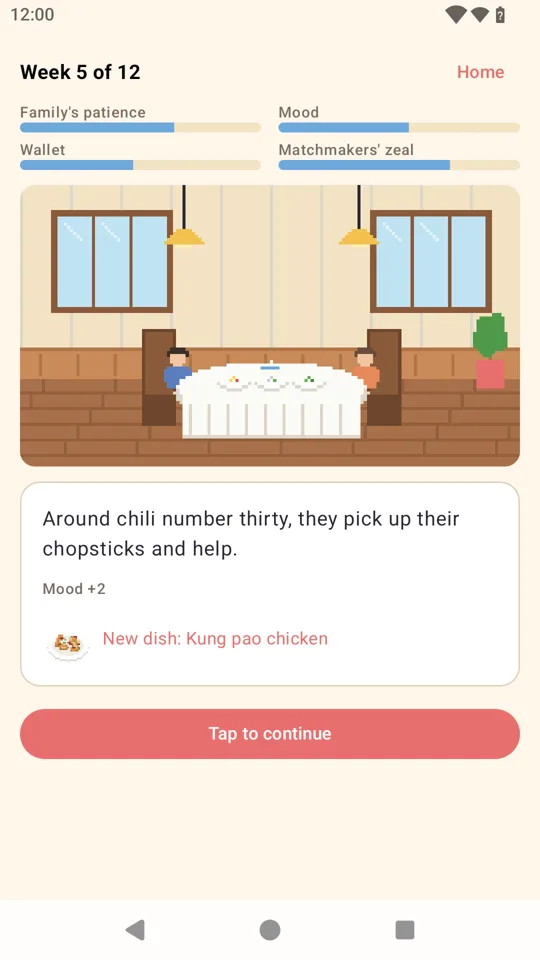 12:00
Week 5 of 12
Home
Family's patience
Mood
Wallet
Matchmakers' zeal
Around chili number thirty, they pick up their
chopsticks and help.
Mood +2
New dish: Kung pao chicken
Tap to continue